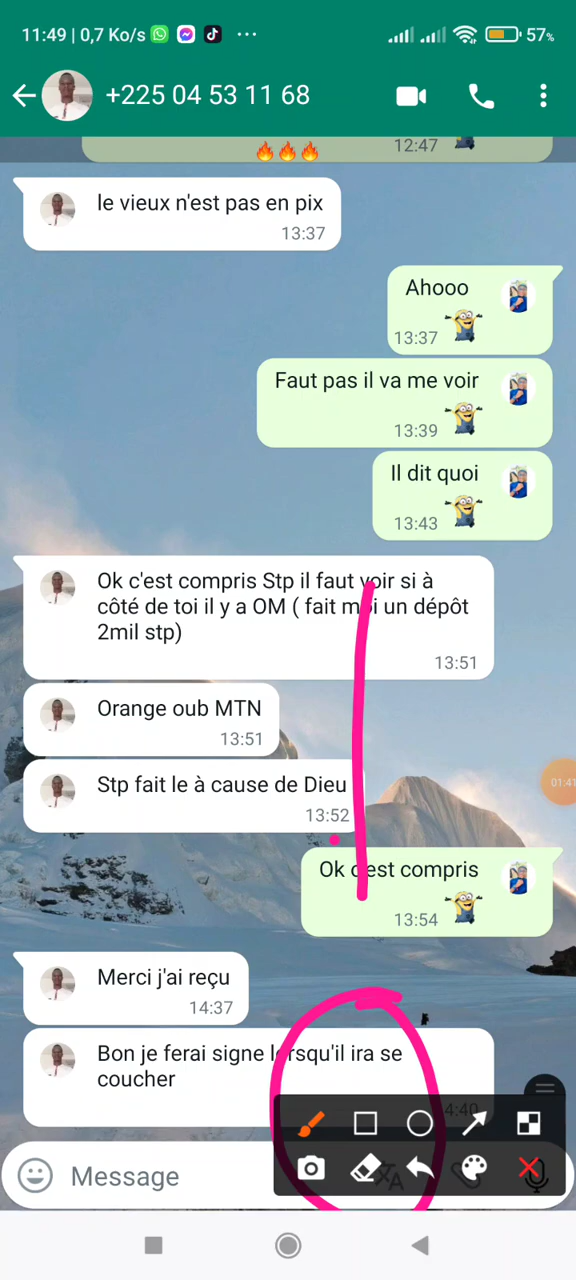 11:49 | 0,7 Ko/s
57%
+225 04 53 11 68
12:47
le vieux n'est pas en pix
13:37
Ahooo
13:37
Faut pas il va me voir
13:39
Il dit quoi
13:43
Ok c'est compris Stp il faut voir si à
côté de toi il y a OM ( fait moi un dépôt
2mil stp)
13:51
Orange oub MTN
13:51
Stp fait le à cause de Dieu
13:52
01:41
Ok c'est compris
13:54
Merci j'ai reçu
14:37
Bon je ferai signe lorsqu'il ira se
coucher
14:40
Message